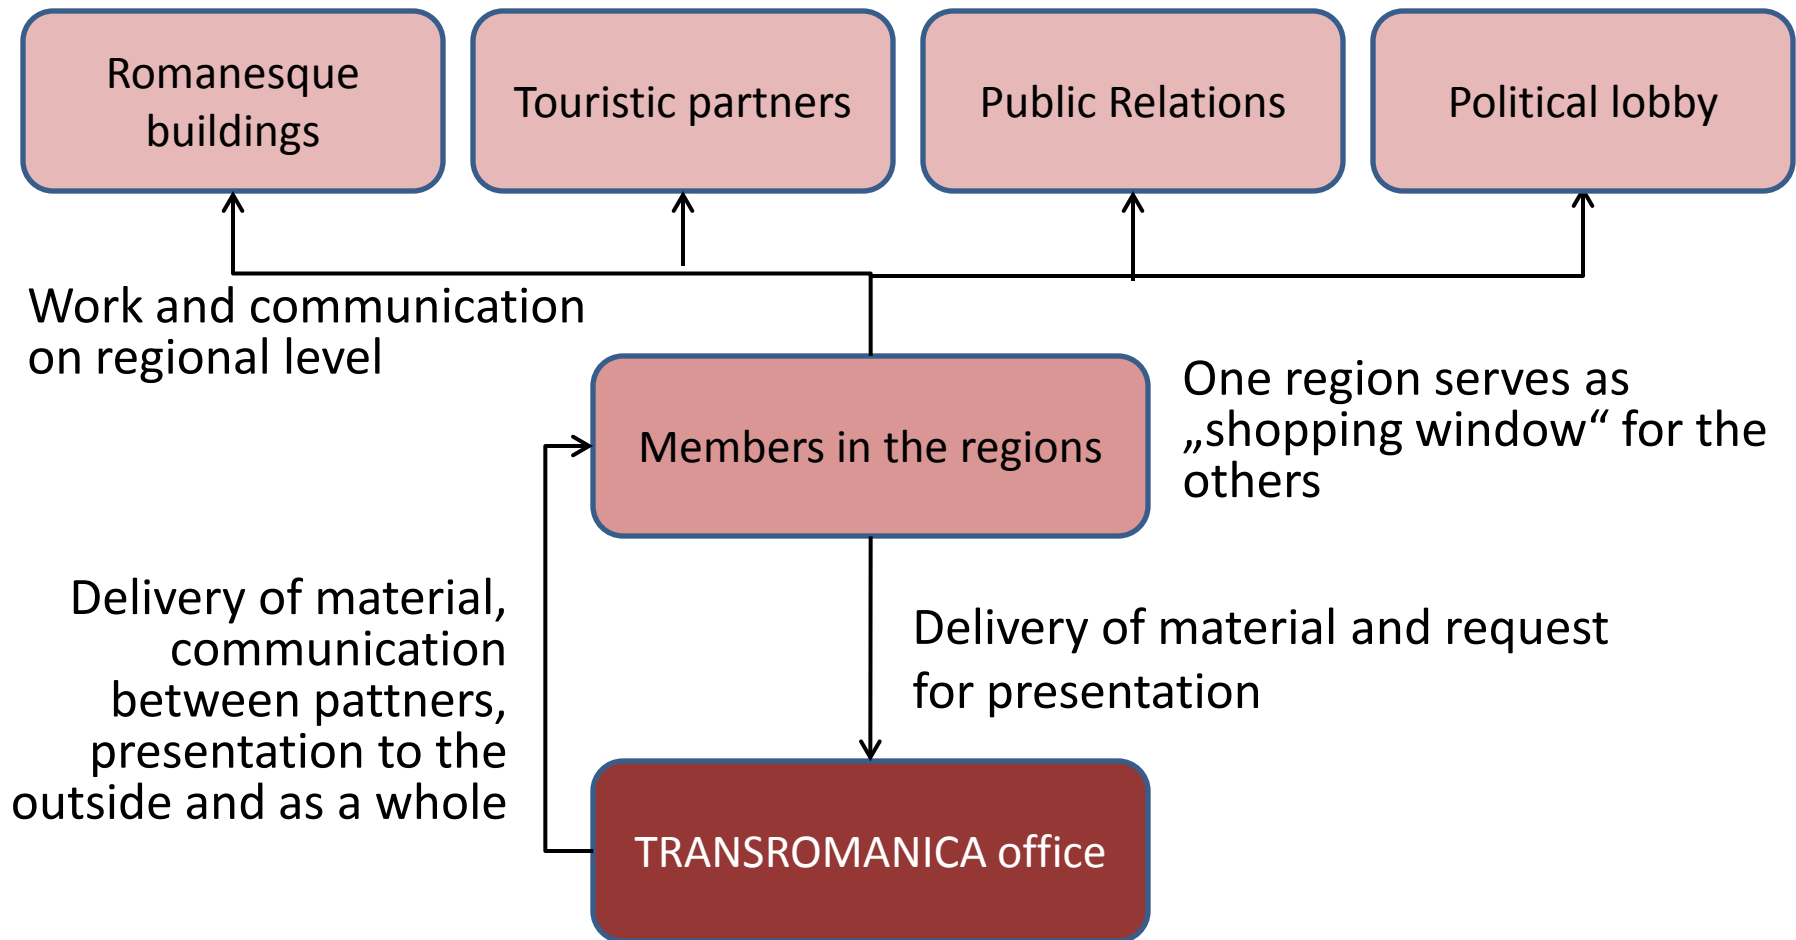 Romanesque
buildings
Touristic partners
Public Relations
Political lobby
Work and communication
on regional level
Members in the regions
One region serves as
„shopping window“ for the
others
Delivery of material,
communication
between pattners,
presentation to the
outside and as a whole
Delivery of material and request
for presentation
TRANSROMANICA office